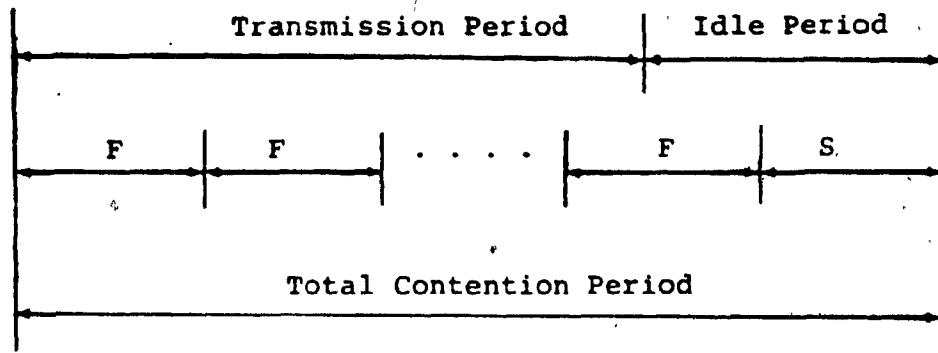 Transmission Period Idle Period
F F . . . . F S
Total Contention Period